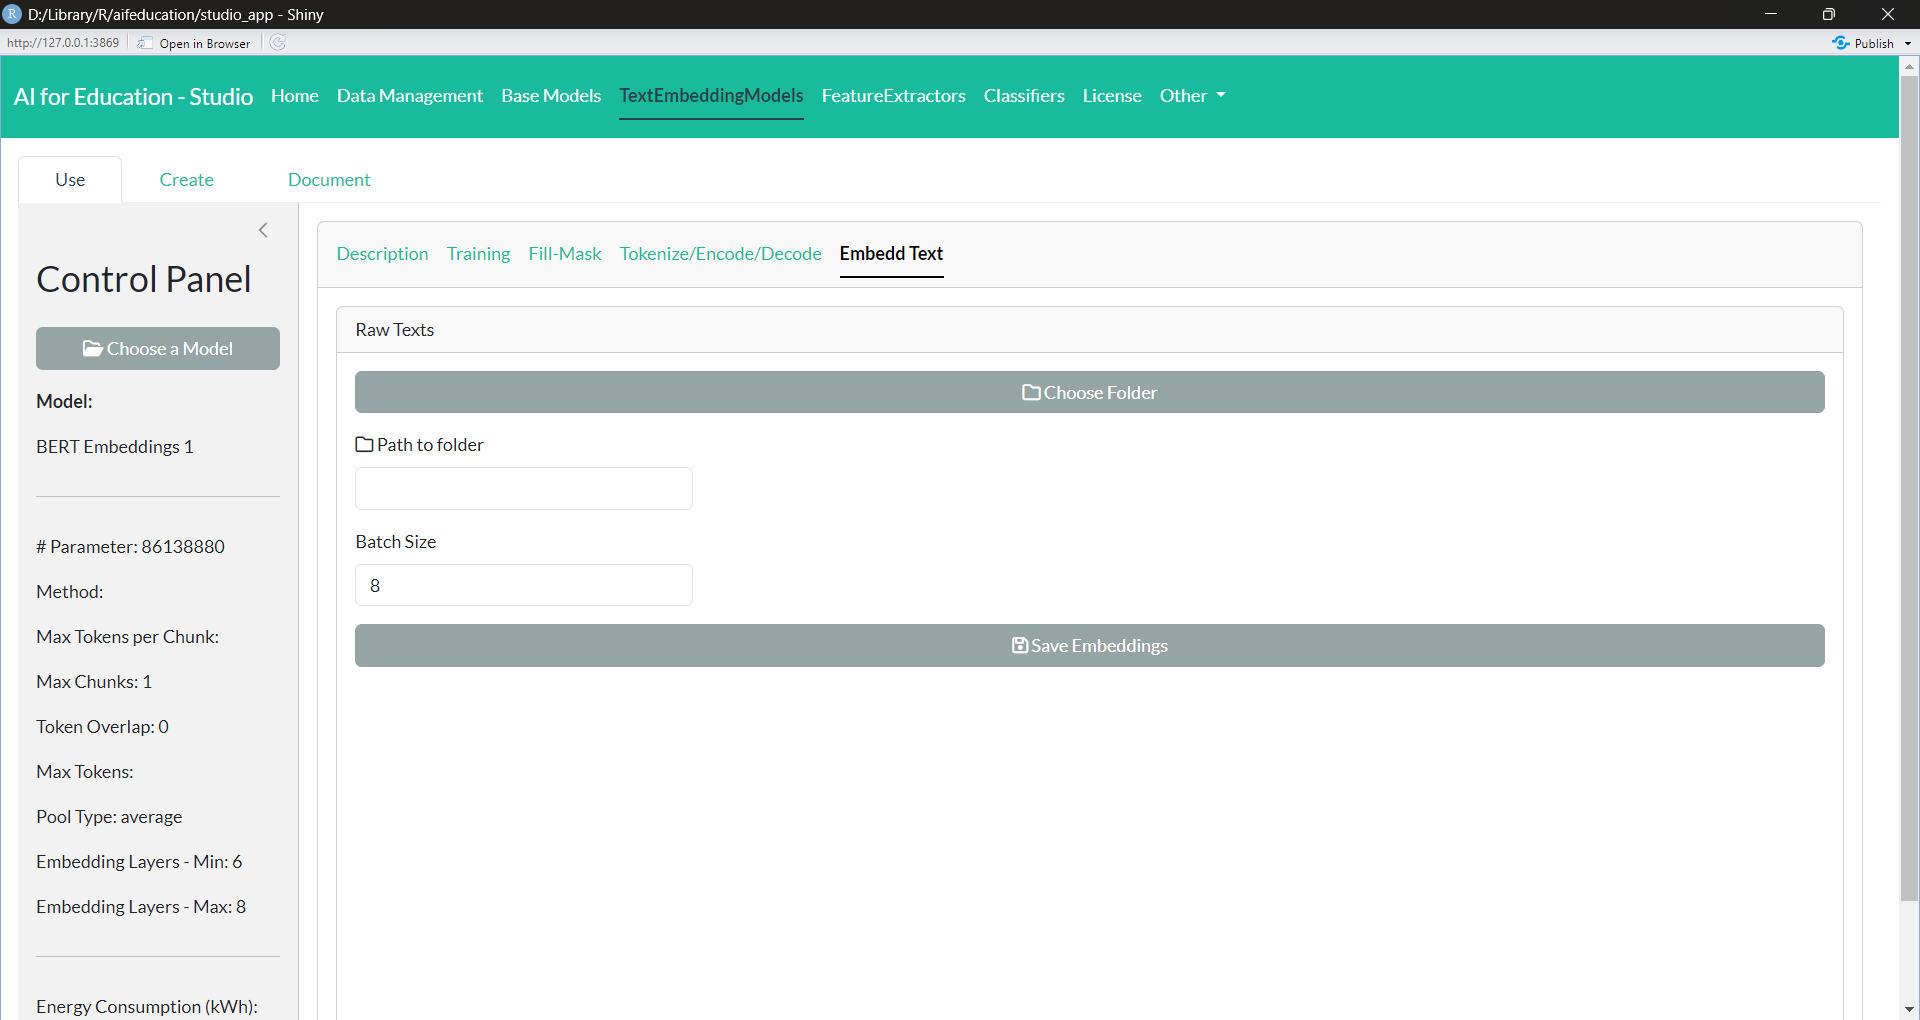 D:/Library/R/aifeducation/studio_app - Shiny
http://127.0.0.1:3869 Open in Browser Publish
AI for Education - Studio Home Data Management Base Models TextEmbeddingModels FeatureExtractors Classifiers License Other
Use Create Document
Control Panel
Choose a Model
Model:
BERT Embeddings 1
# Parameter: 86138880
Method:
Max Tokens per Chunk:
Max Chunks: 1
Token Overlap: 0
Max Tokens:
Pool Type: average
Embedding Layers - Min: 6
Embedding Layers - Max: 8
Energy Consumption (kWh):
Description Training Fill-Mask Tokenize/Encode/Decode Embedd Text
Raw Texts
Choose Folder
Path to folder
Batch Size
8
Save Embeddings